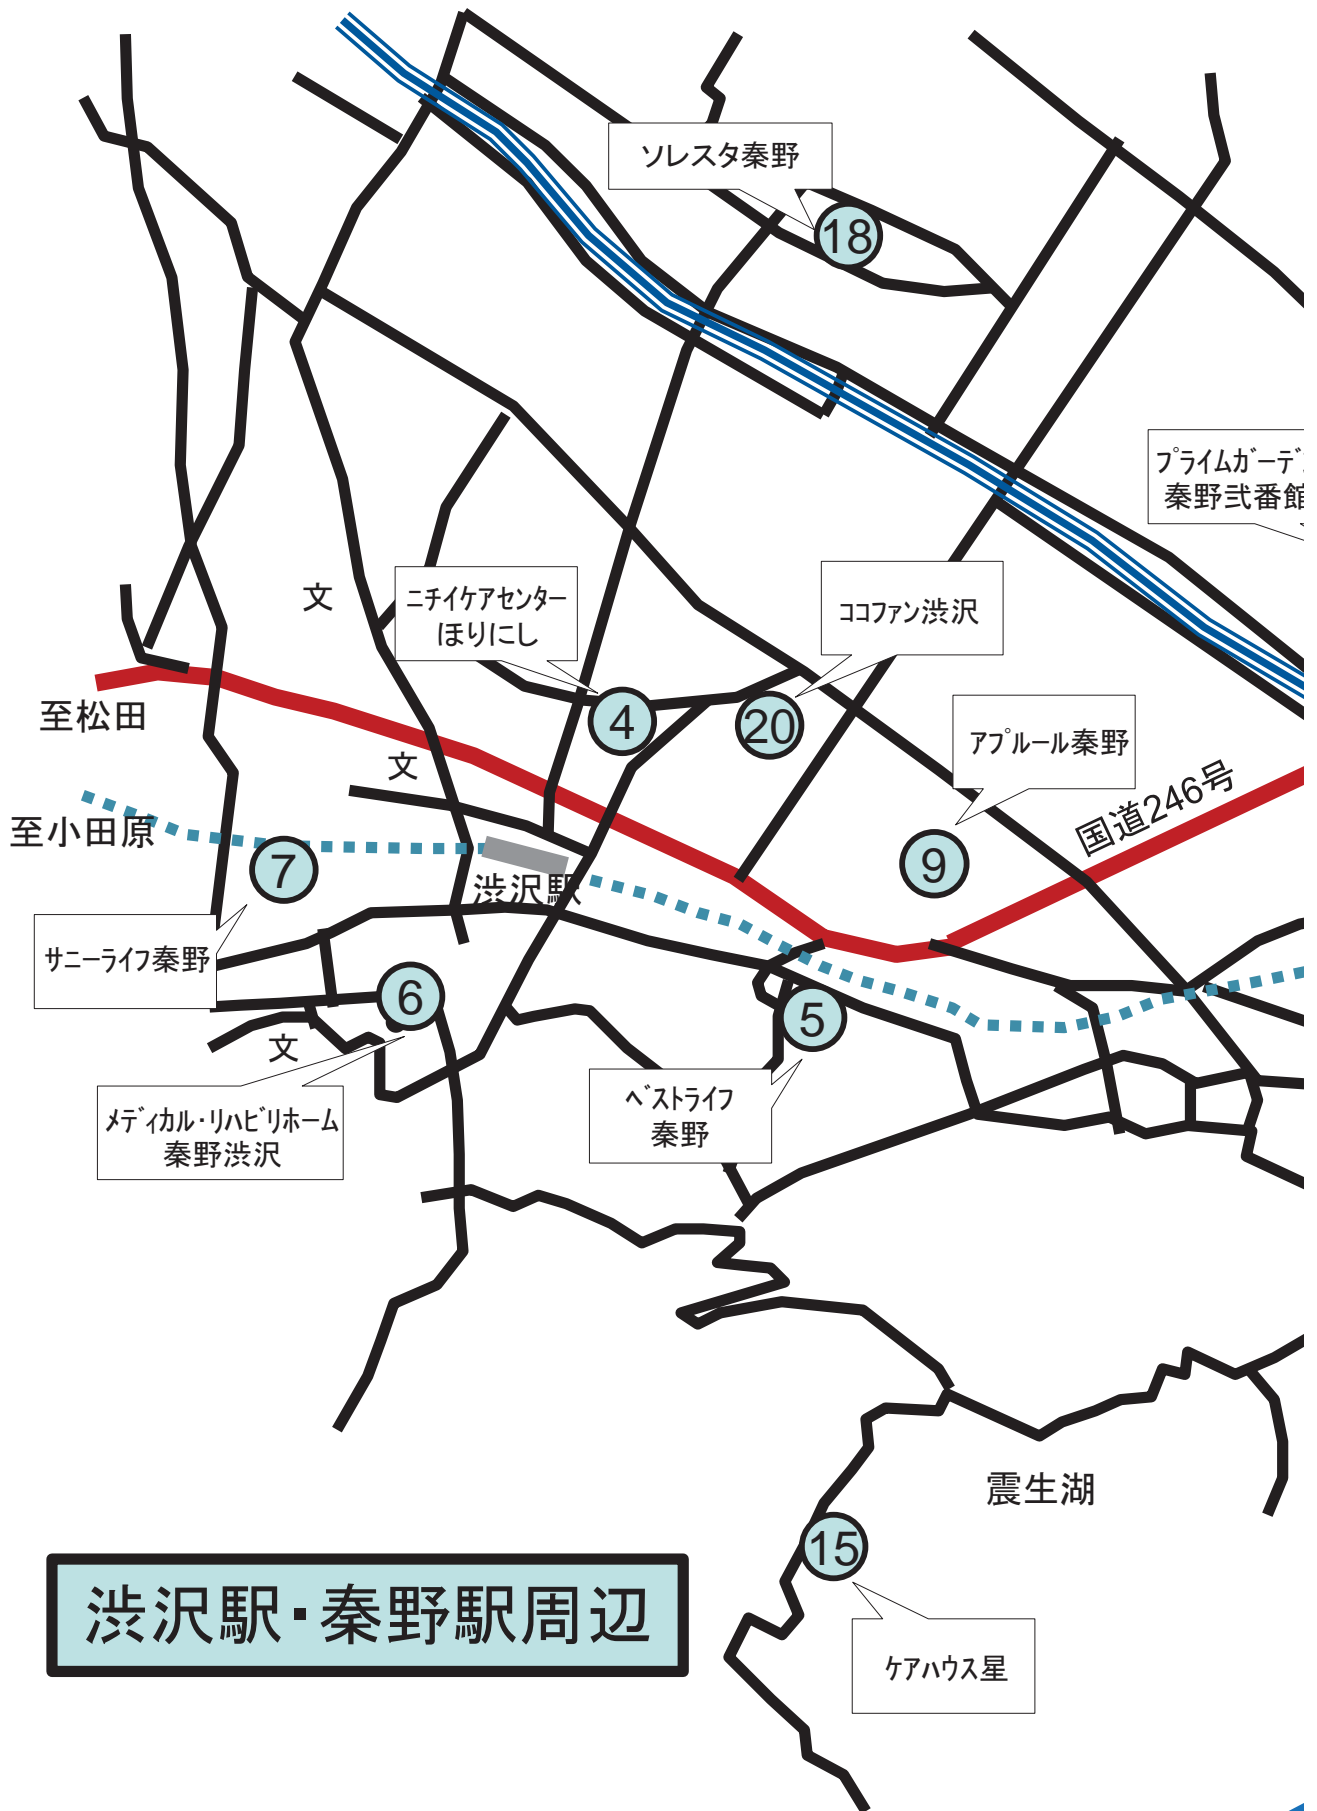 ソレスタ秦野
18
プライムガーデ
秦野弐番館
文
ニチイケアセンター
ほりにし
ココファン渋沢
4
20
至松田
アプルール秦野
文
国道246号
至小田原
7
9
渋沢駅
サニーライフ秦野
6
5
文
メディカル・リハビリホーム
秦野渋沢
ベストライフ
秦野
震生湖
15
渋沢駅・秦野駅周辺
ケアハウス星